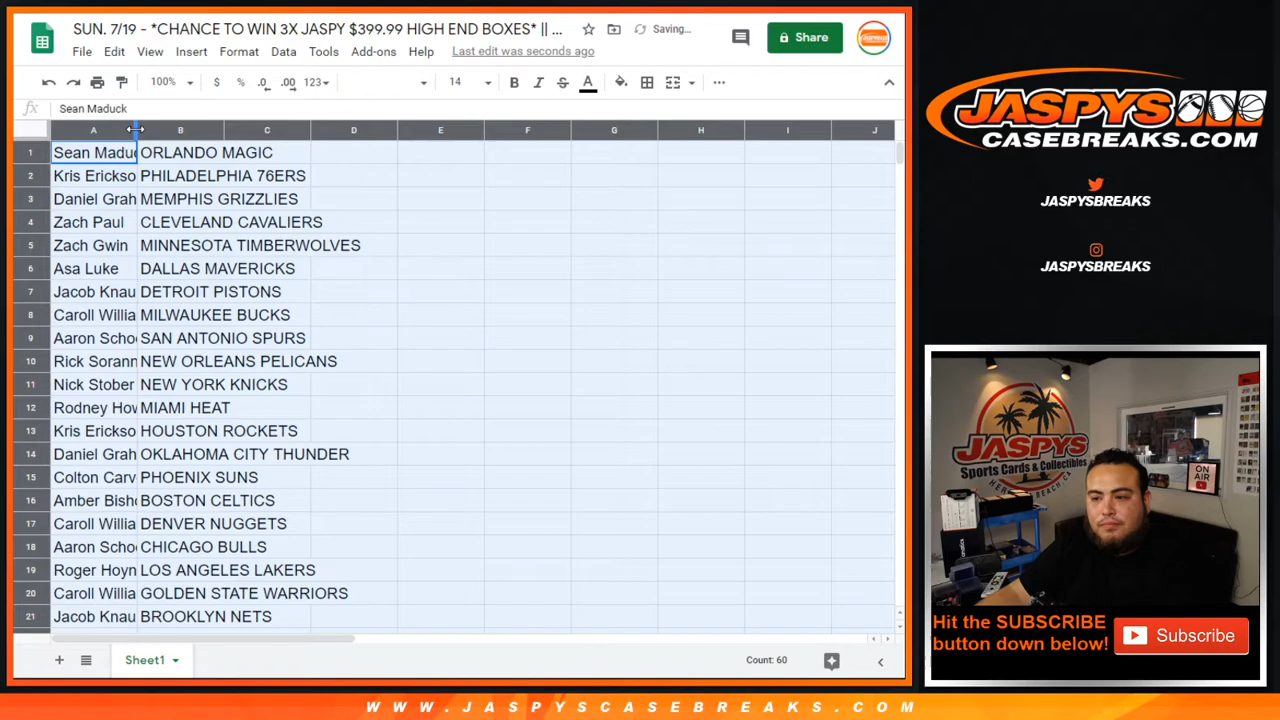 SUN. 7/19 - *CHANCE TO WIN 3X JASPY $399.99 HIGH END BOXES* || ...
Saving...
Share
File Edit View Insert Format Data Tools Add-ons Help Last edit was seconds ago
100% $ % .0 .00 123 14 B I S A ...
fx Sean Maduck
A B C D E F G H I J
1 Sean Maduc ORLANDO MAGIC
2 Kris Erickso PHILADELPHIA 76ERS
3 Daniel Grah MEMPHIS GRIZZLIES
4 Zach Paul CLEVELAND CAVALIERS
5 Zach Gwin MINNESOTA TIMBERWOLVES
6 Asa Luke DALLAS MAVERICKS
7 Jacob Knau DETROIT PISTONS
8 Caroll Willia MILWAUKEE BUCKS
9 Aaron Schoe SAN ANTONIO SPURS
10 Rick Sorann NEW ORLEANS PELICANS
11 Nick Stober NEW YORK KNICKS
12 Rodney How MIAMI HEAT
13 Kris Erickso HOUSTON ROCKETS
14 Daniel Grah OKLAHOMA CITY THUNDER
15 Colton Carv PHOENIX SUNS
16 Amber Bisho BOSTON CELTICS
17 Caroll Willia DENVER NUGGETS
18 Aaron Schoe CHICAGO BULLS
19 Roger Hoyn LOS ANGELES LAKERS
20 Caroll Willia GOLDEN STATE WARRIORS
21 Jacob Knau BROOKLYN NETS
Sheet1
Count: 60
JASPYS
CASEBREAKS.COM
JASPYSBREAKS
JASPYSBREAKS
JASPYS
Sports Cards & Collectibles
ON
AIR
Hit the SUBSCRIBE
button down below!
Subscribe
WWW.JASPYSCASEBREAKS.COM